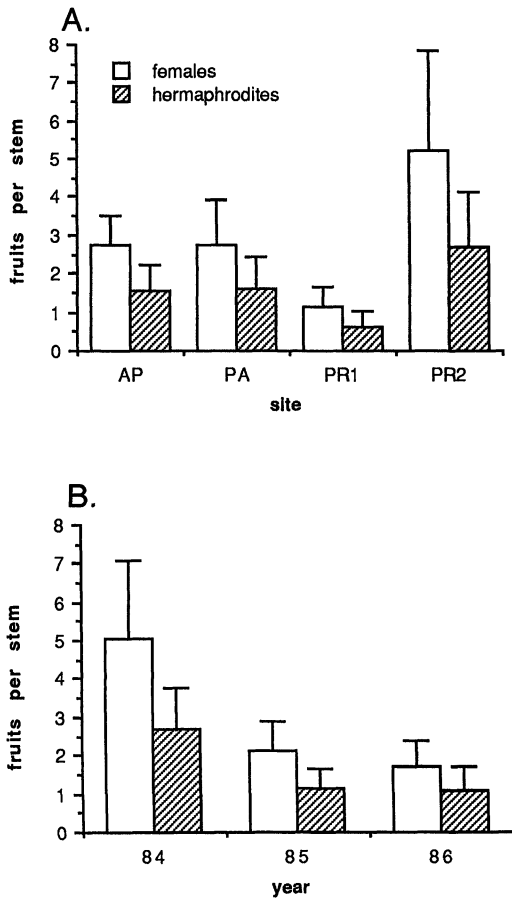 A.
8
7
6
5
4
3
2
1
0
fruits per stem
females
hermaphrodites
AP PA PR1 PR2
site
B.
8
7
6
5
4
3
2
1
0
fruits per stem
84 85 86
year